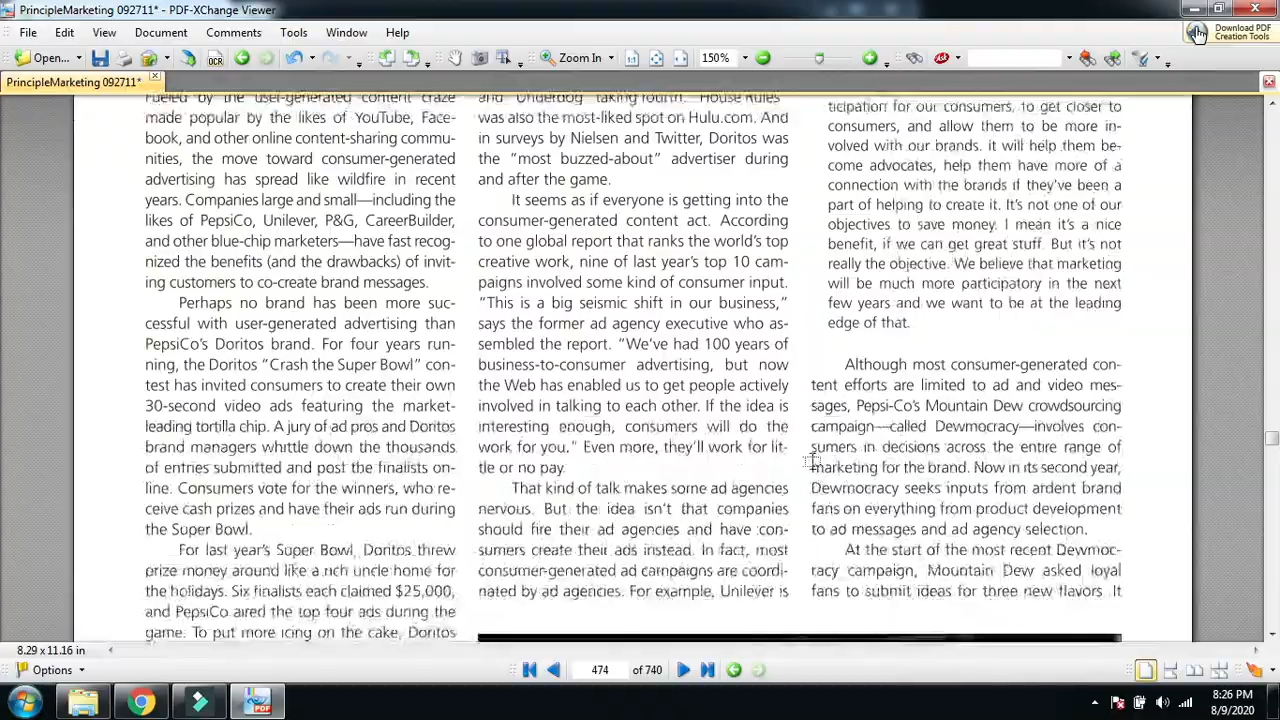 PrincipleMarketing 092711* - PDF-XChange Viewer
File Edit View Document Comments Tools Window Help
Download PDF
Creation Tools
Open... OCR Zoom In 150%
PrincipleMarketing 092711*
Fueled by the user-generated content craze
made popular by the likes of YouTube, Face-
book, and other online content-sharing commu-
nities, the move toward consumer-generated
advertising has spread like wildfire in recent
years. Companies large and small—including the
likes of PepsiCo, Unilever, P&G, CareerBuilder,
and other blue-chip marketers—have fast recog-
nized the benefits (and the drawbacks) of invit-
ing customers to co-create brand messages.
Perhaps no brand has been more suc-
cessful with user-generated advertising than
PepsiCo's Doritos brand. For four years run-
ning, the Doritos “Crash the Super Bowl” con-
test has invited consumers to create their own
30-second video ads featuring the market-
leading tortilla chip. A jury of ad pros and Doritos
brand managers whittle down the thousands
of entries submitted and post the finalists on-
line. Consumers vote for the winners, who re-
ceive cash prizes and have their ads run during
the Super Bowl.
For last year's Super Bowl, Doritos threw
prize money around like a rich uncle home for
the holidays. Six finalists each claimed $25,000,
and PepsiCo aired the top four ads during the
game. To put more icing on the cake, Doritos
and Underdog taking fourth. House Rules
was also the most-liked spot on Hulu.com. And
in surveys by Nielsen and Twitter, Doritos was
the “most buzzed-about” advertiser during
and after the game.
It seems as if everyone is getting into the
consumer-generated content act. According
to one global report that ranks the world's top
creative work, nine of last year's top 10 cam-
paigns involved some kind of consumer input.
“This is a big seismic shift in our business,”
says the former ad agency executive who as-
sembled the report. “We've had 100 years of
business-to-consumer advertising, but now
the Web has enabled us to get people actively
involved in talking to each other. If the idea is
interesting enough, consumers will do the
work for you.” Even more, they'll work for lit-
tle or no pay.
That kind of talk makes some ad agencies
nervous. But the idea isn't that companies
should fire their ad agencies and have con-
sumers create their ads instead. In fact, most
consumer-generated ad campaigns are coordi-
nated by ad agencies. For example, Unilever is
ticipation for our consumers, to get closer to
consumers, and allow them to be more in-
volved with our brands. it will help them be-
come advocates, help them have more of a
connection with the brands if they've been a
part of helping to create it. It's not one of our
objectives to save money. I mean it's a nice
benefit, if we can get great stuff. But it's not
really the objective. We believe that marketing
will be much more participatory in the next
few years and we want to be at the leading
edge of that.
Although most consumer-generated con-
tent efforts are limited to ad and video mes-
sages, Pepsi-Co's Mountain Dew crowdsourcing
campaign—called Dewmocracy—involves con-
sumers in decisions across the entire range of
marketing for the brand. Now in its second year,
Dewmocracy seeks inputs from ardent brand
fans on everything from product development
to ad messages and ad agency selection.
At the start of the most recent Dewmoc-
racy campaign, Mountain Dew asked loyal
fans to submit ideas for three new flavors. It
8.29 x 11.16 in
Options 474 of 740
8:26 PM
8/9/2020